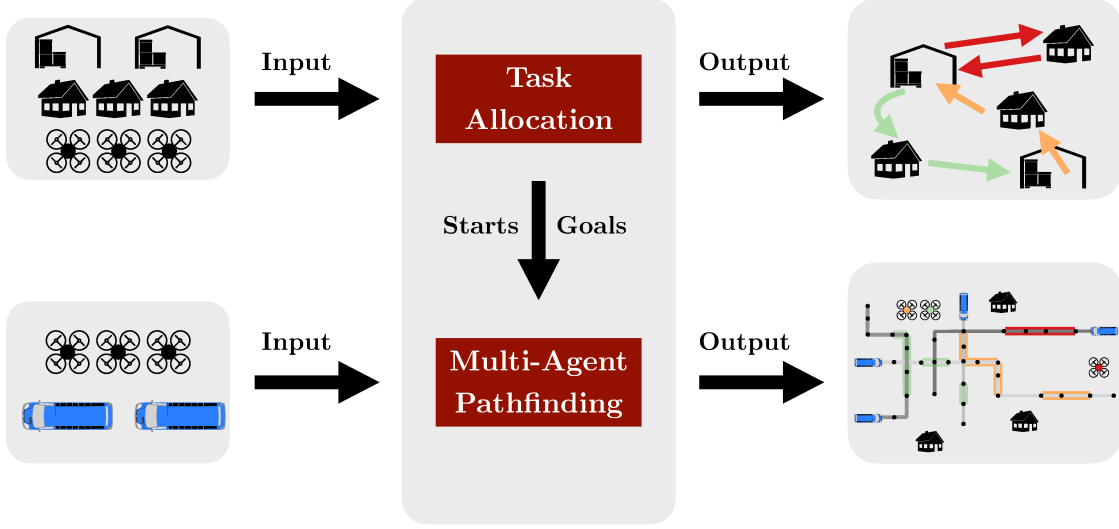 Input
Task
Allocation
Output
Starts
Goals
Input
Multi-Agent
Pathfinding
Output